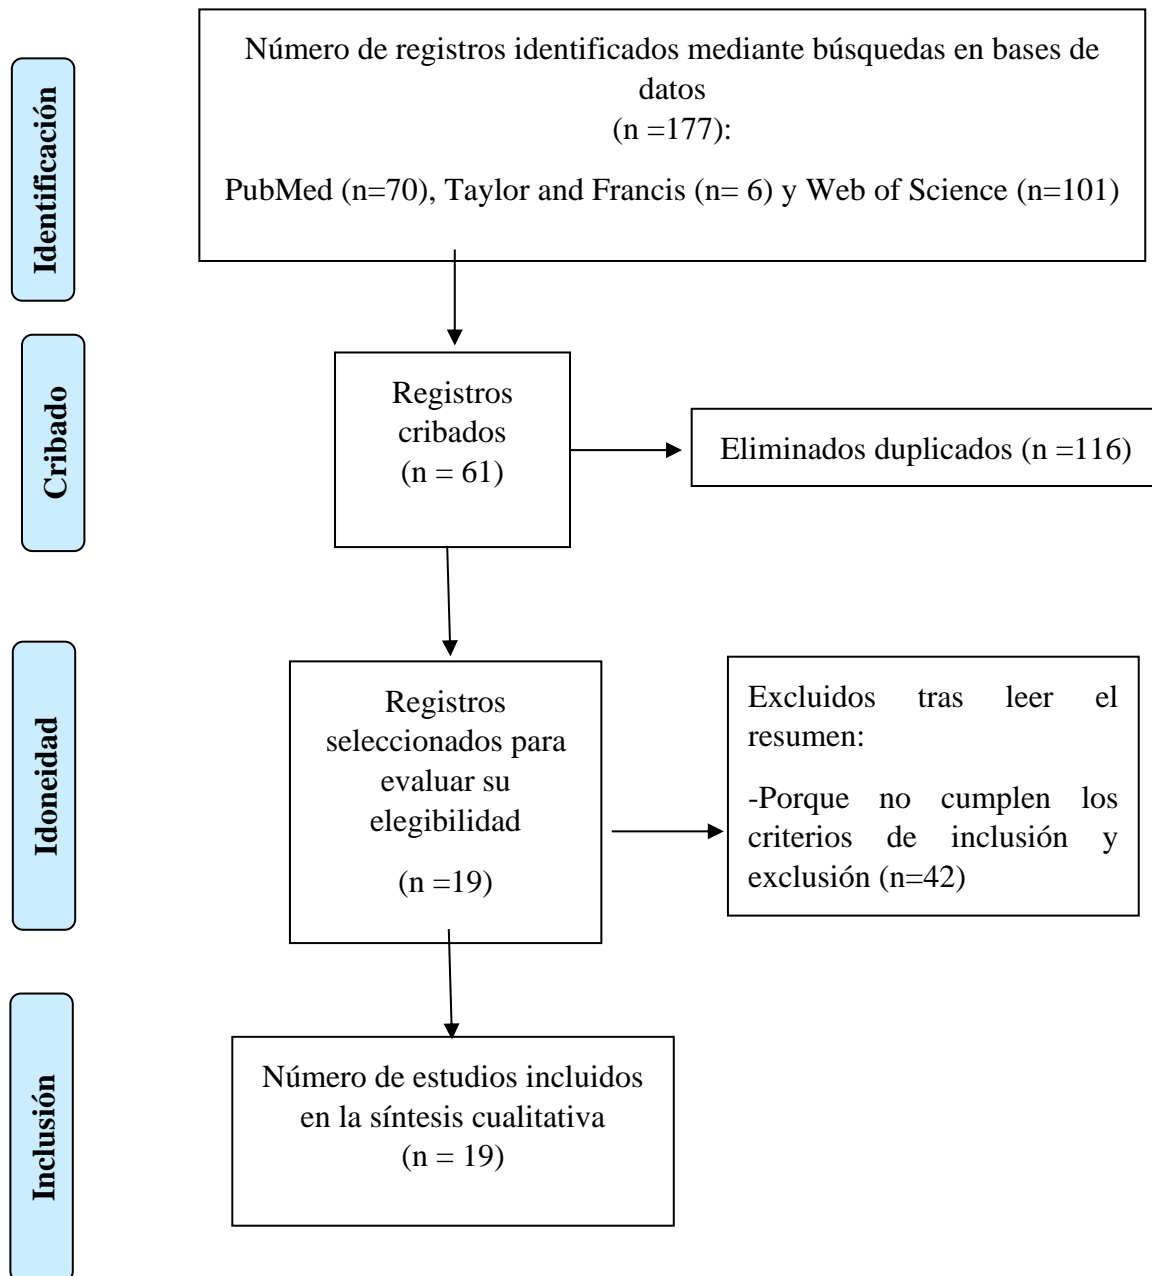 Identificación
Número de registros identificados mediante búsquedas en bases de
datos
(n =177):
PubMed (n=70), Taylor and Francis (n= 6) y Web of Science (n=101)
Cribado
Registros
cribados
(n = 61)
Eliminados duplicados (n =116)
Idoneidad
Registros
seleccionados para
evaluar su
elegibilidad
(n =19)
Excluidos tras leer el
resumen:
-Porque no cumplen los
criterios de inclusión y
exclusión (n=42)
Inclusión
Número de estudios incluidos
en la síntesis cualitativa
(n = 19)